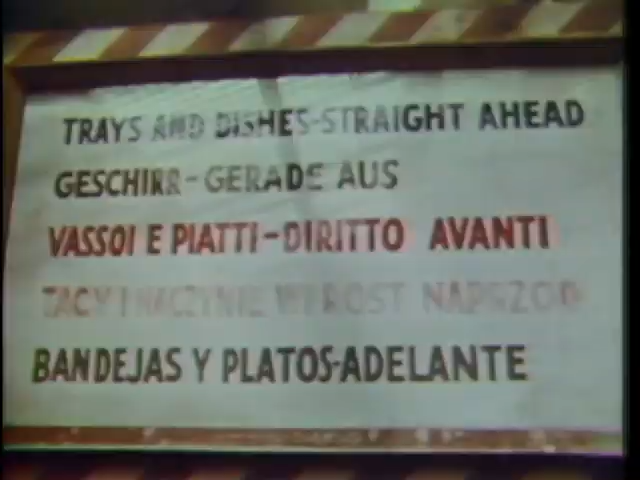 TRAYS AND DISHES-STRAIGHT AHEAD
GESCHIRR-GERADE AUS
VASSOI E PIATTI-DIRITTO AVANTI
TACY I NACZYNIE WPROST NAPRZOD
BANDEJAS Y PLATOS-ADELANTE